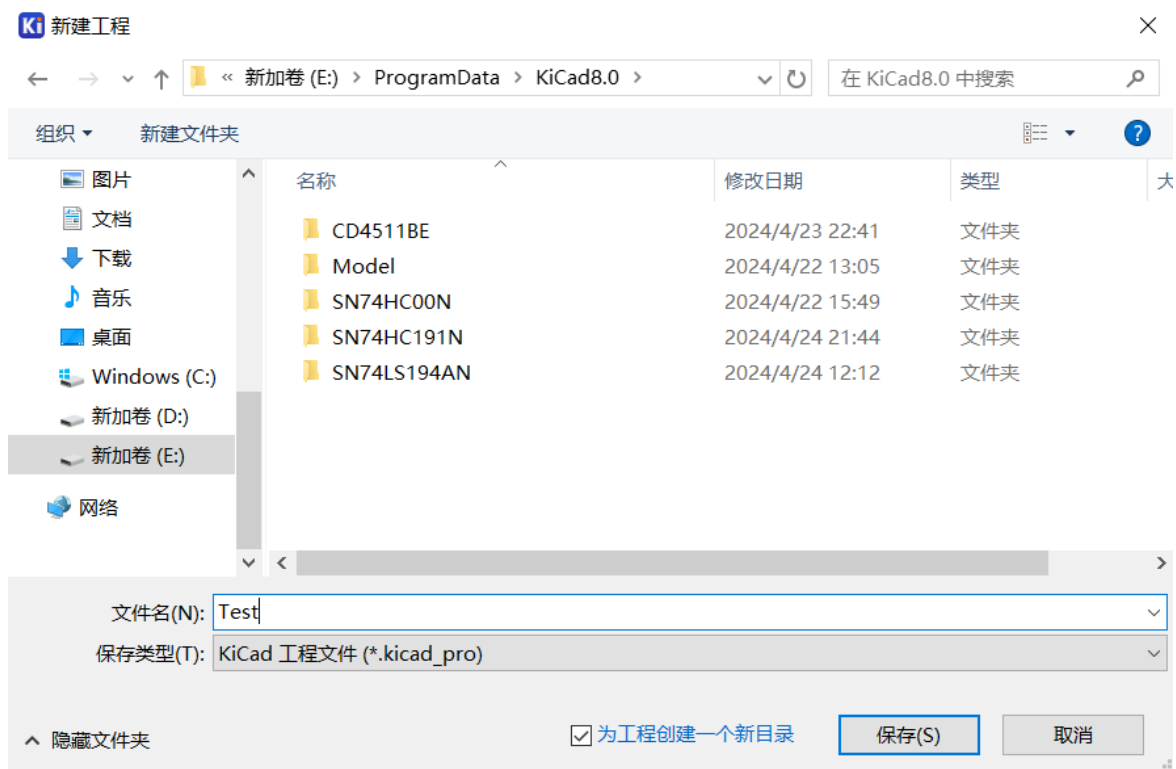 Ki 新建工程
« 新加卷 (E:) > ProgramData > KiCad8.0 > 在 KiCad8.0 中搜索
组织 新建文件夹 ?
图片
文档
下载
音乐
桌面
Windows (C:)
新加卷 (D:)
新加卷 (E:)
网络
名称 修改日期 类型 大
CD4511BE 2024/4/23 22:41 文件夹
Model 2024/4/22 13:05 文件夹
SN74HC00N 2024/4/22 15:49 文件夹
SN74HC191N 2024/4/24 21:44 文件夹
SN74LS194AN 2024/4/24 12:12 文件夹
文件名(N): Test
保存类型(T): KiCad 工程文件 (*.kicad_pro)
隐藏文件夹 为工程创建一个新目录 保存(S) 取消